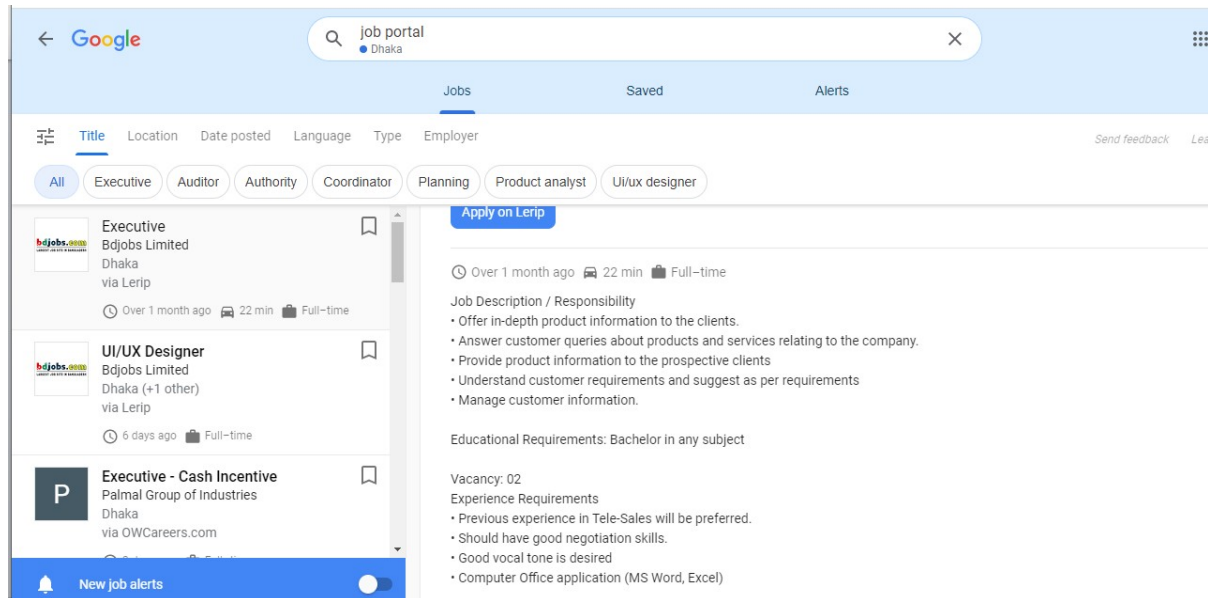 Google
job portal
Dhaka
Jobs Saved Alerts
Title Location Date posted Language Type Employer
Send feedback Lea
All Executive Auditor Authority Coordinator Planning Product analyst Ui/ux designer
bdjobs.com
Executive
Bdjobs Limited
Dhaka
via Lerip
Over 1 month ago 22 min Full-time
bdjobs.com
UI/UX Designer
Bdjobs Limited
Dhaka (+1 other)
via Lerip
6 days ago Full-time
P
Executive - Cash Incentive
Palmal Group of Industries
Dhaka
via OWCareers.com
New job alerts
Apply on Lerip
Over 1 month ago 22 min Full-time
Job Description / Responsibility
• Offer in-depth product information to the clients.
• Answer customer queries about products and services relating to the company.
• Provide product information to the prospective clients
• Understand customer requirements and suggest as per requirements
• Manage customer information.
Educational Requirements: Bachelor in any subject
Vacancy: 02
Experience Requirements
• Previous experience in Tele-Sales will be preferred.
• Should have good negotiation skills.
• Good vocal tone is desired
• Computer Office application (MS Word, Excel)